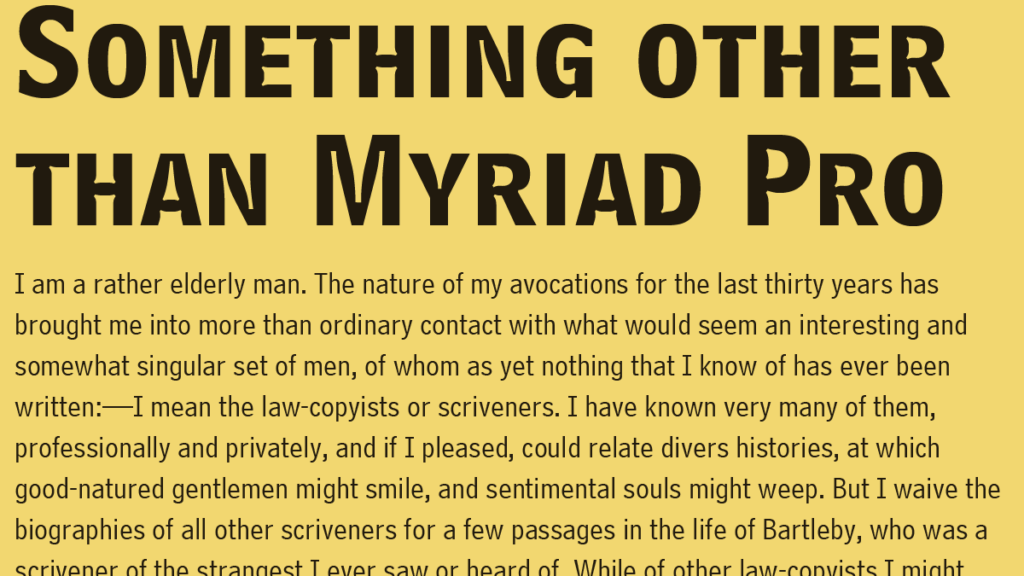 Something other
than Myriad Pro
I am a rather elderly man. The nature of my avocations for the last thirty years has
brought me into more than ordinary contact with what would seem an interesting and
somewhat singular set of men, of whom as yet nothing that I know of has ever been
written:—I mean the law-copyists or scriveners. I have known very many of them,
professionally and privately, and if I pleased, could relate divers histories, at which
good-natured gentlemen might smile, and sentimental souls might weep. But I waive the
biographies of all other scriveners for a few passages in the life of Bartleby, who was a
scrivener of the strangest I ever saw or heard of. While of other law-copyists I might